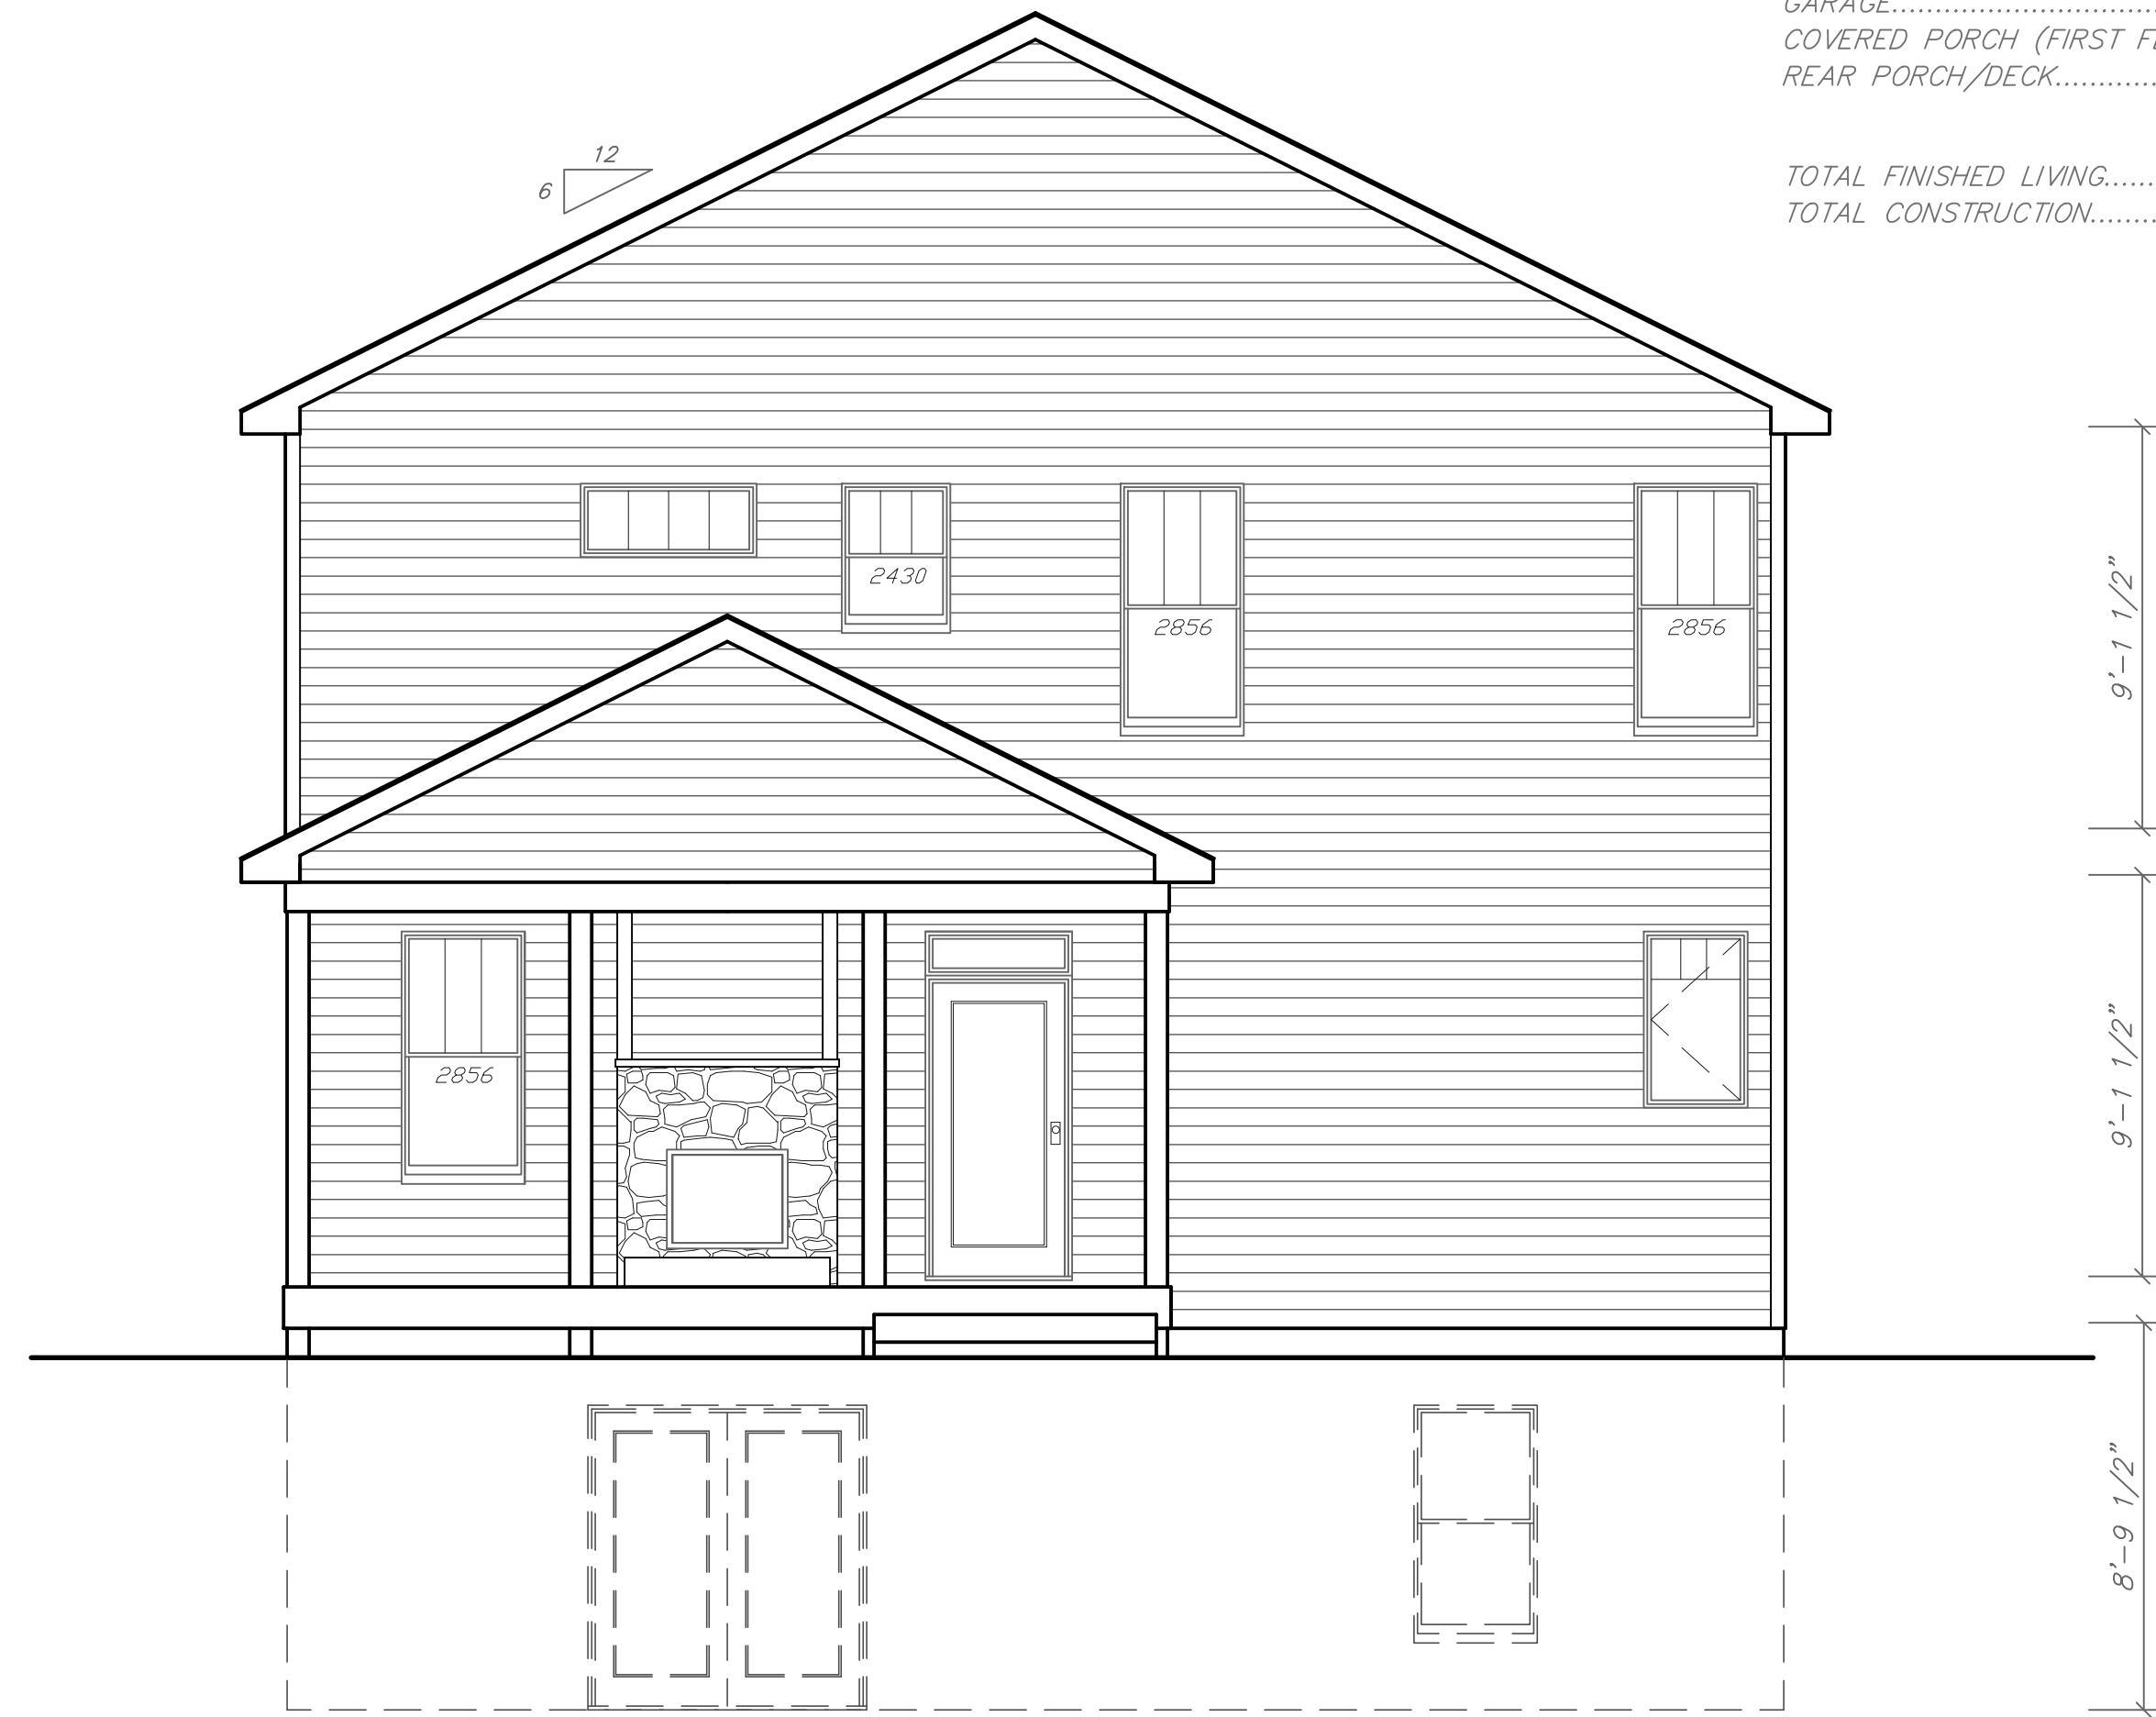 GARAGE
COVERED PORCH (FIRST
REAR PORCH/DECK
TOTAL FINISHED LIVING
TOTAL CONSTRUCTION
12
6
2430
2856
2856
9'-1 1/2"
2856
9'-1 1/2"
8'-9 1/2"